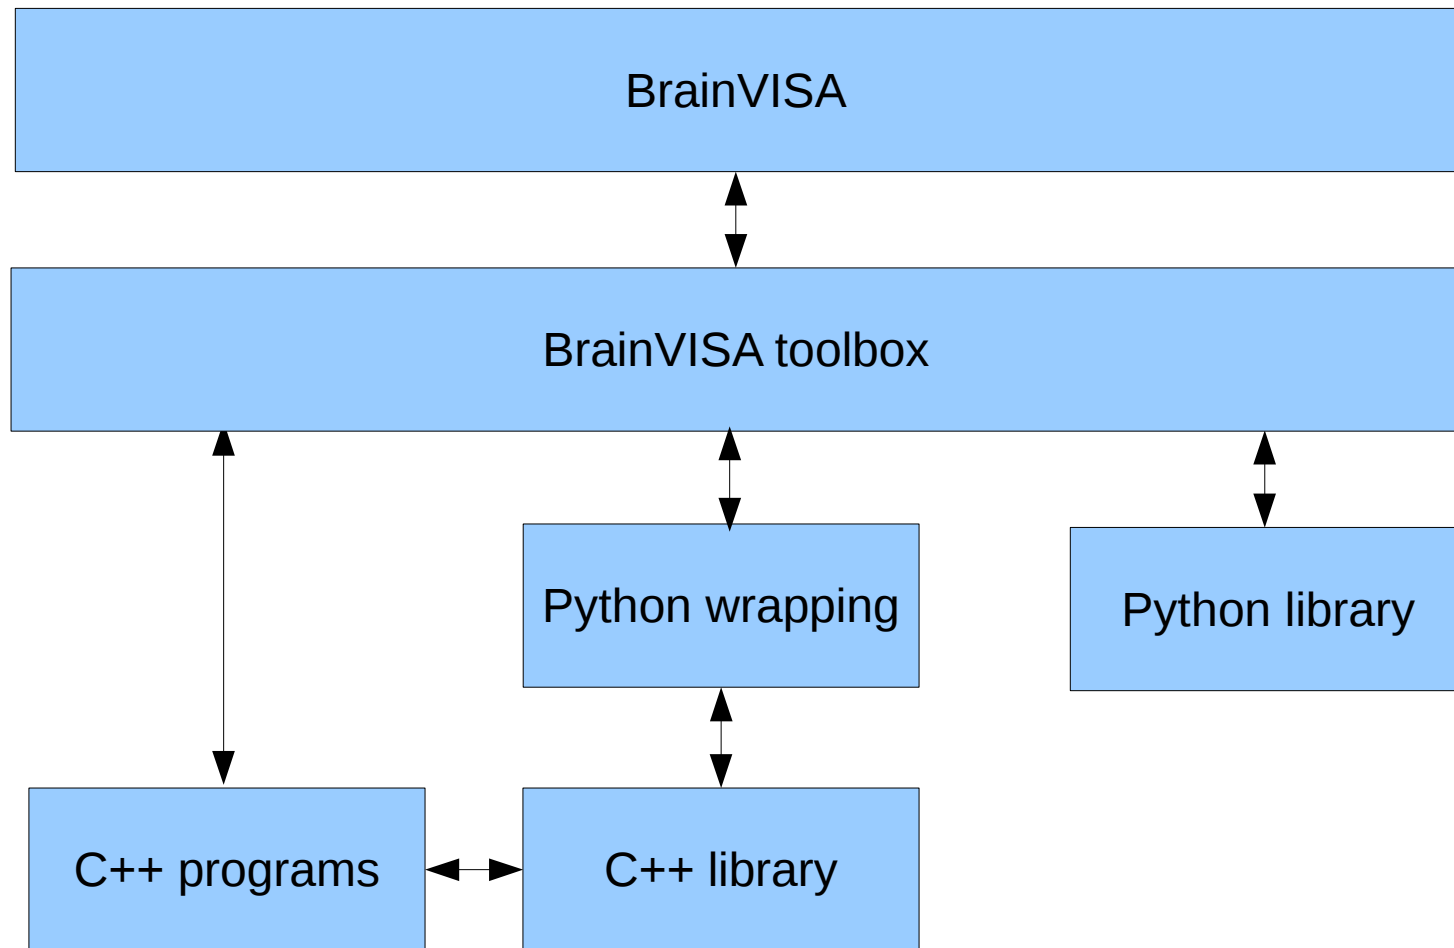 BrainVISA
BrainVISA toolbox
Python wrapping
Python library
C++ programs
C++ library